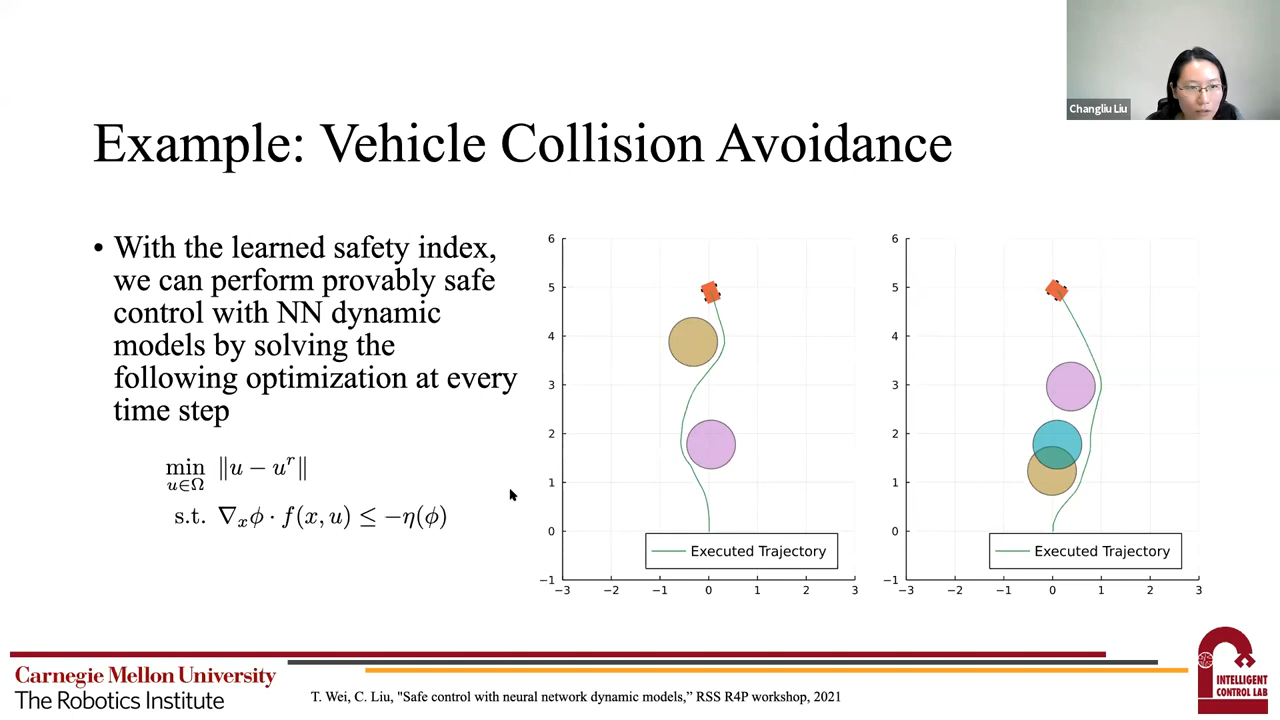 Changliu Liu
Example: Vehicle Collision Avoidance
• With the learned safety index,
we can perform provably safe
control with NN dynamic
models by solving the
following optimization at every
time step
min ‖u − uʳ‖
u∈Ω
s.t. ∇ₓϕ · f(x, u) ≤ −η(ϕ)
6
5
4
3
2
1
0
−1
−3 −2 −1 0 1 2 3
Executed Trajectory
6
5
4
3
2
1
0
−1
−3 −2 −1 0 1 2 3
Executed Trajectory
Carnegie Mellon University
The Robotics Institute
T. Wei, C. Liu, "Safe control with neural network dynamic models,” RSS R4P workshop, 2021
INTELLIGENT
CONTROL LAB